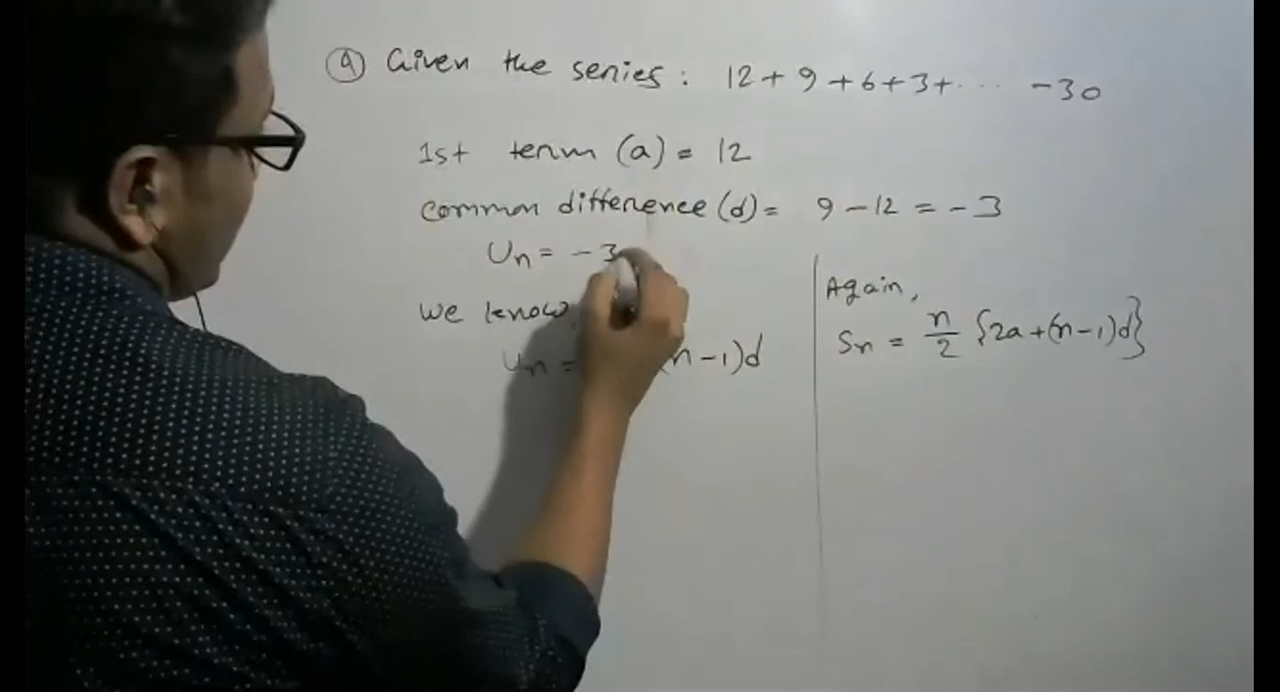 9 Given the series: 12 + 9 + 6 + 3 + ... -30
1st term (a) = 12
common difference (d) = 9 - 12 = -3
Un = -3
we know,
Un = (n-1)d
Again,
Sn = n/2 {2a+(n-1)d}